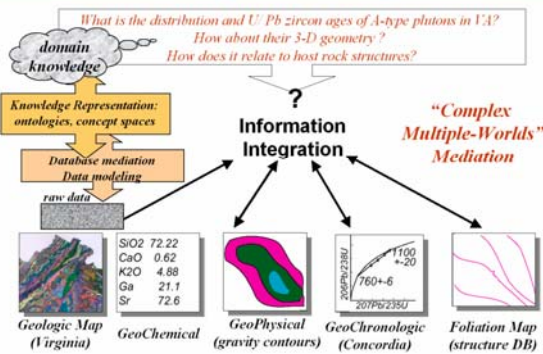 What is the distribution and U/ Pb zircon ages of A-type plutons in VA?
How about their 3-D geometry ?
How does it relate to host rock structures?
domain
knowledge
Knowledge Representation:
ontologies, concept spaces
Database mediation
Data modeling
raw data
?
Information
Integration
“Complex
Multiple-Worlds”
Mediation
SiO2 72.22
CaO 0.62
K2O 4.88
Ga 21.1
Sr 72.6
206Pb/238U
1100
+-20
760+-6
207Pb/235U
Geologic Map
(Virginia)
GeoChemical
GeoPhysical
(gravity contours)
GeoChronologic
(Concordia)
Foliation Map
(structure DB)